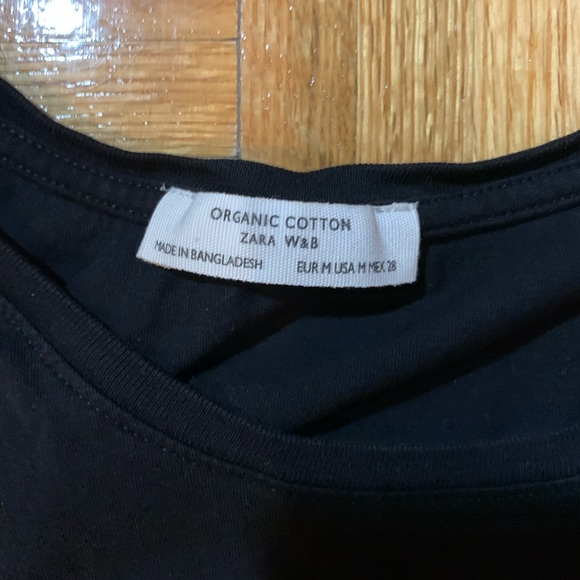 ORGANIC COTTON
ZARA W&B
MADE IN BANGLADESH EUR M USA M MEX 28